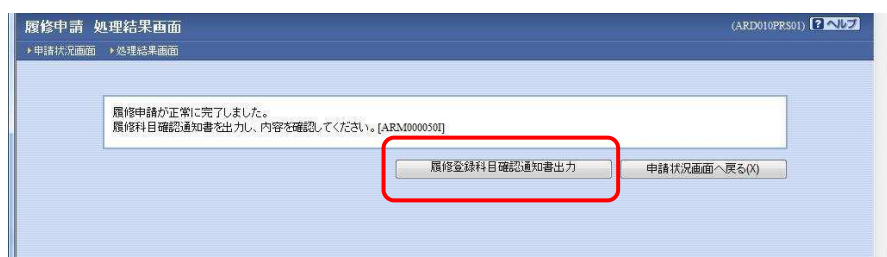 履修申請 処理結果画面
(ARD010PRS01) ? ヘルプ
▶申請状況画面 ▶処理結果画面
履修申請が正常に完了しました。
履修科目確認通知書を出力し、内容を確認してください。[ARM000050I]
履修登録科目確認通知書出力
申請状況画面へ戻る(X)